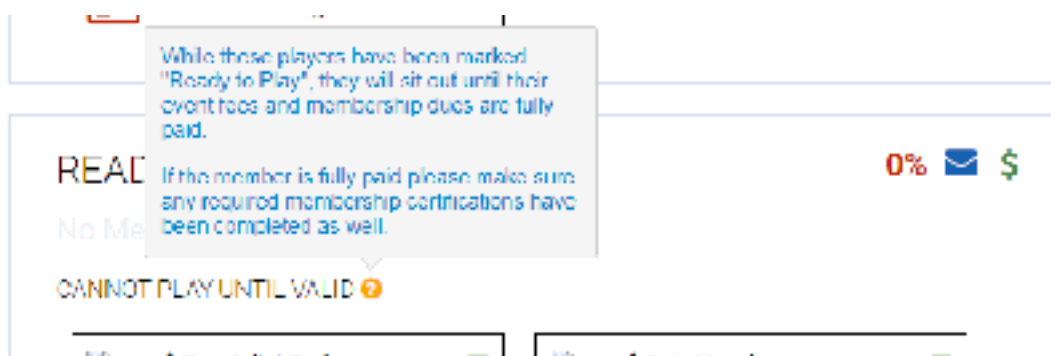 While these players have been marked
"Ready to Play", they will sit out until their
event fees and membership dues are fully
paid.
If the member is fully paid please make sure
any required membership certifications have
been completed as well.
READ
0% $
No Me
CANNOT PLAY UNTIL VALID ?